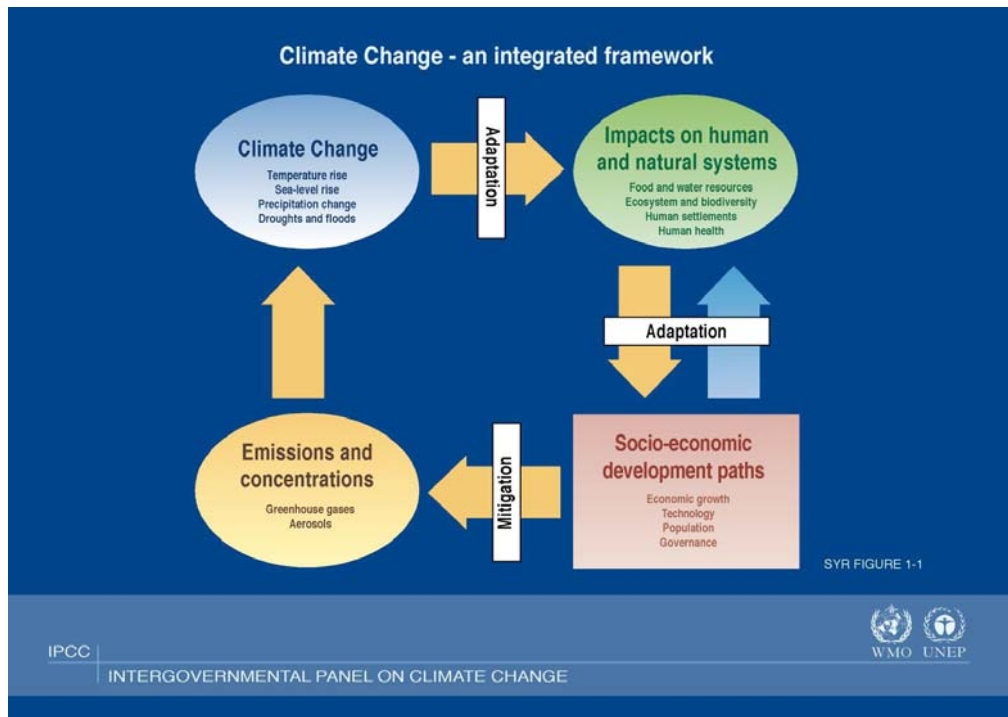 Climate Change - an integrated framework
Climate Change
Temperature rise
Sea-level rise
Precipitation change
Droughts and floods
Adaptation
Impacts on human
and natural systems
Food and water resources
Ecosystem and biodiversity
Human settlements
Human health
Adaptation
Emissions and
concentrations
Greenhouse gases
Aerosols
Mitigation
Socio-economic
development paths
Economic growth
Technology
Population
Governance
SYR FIGURE 1-1
IPCC
INTERGOVERNMENTAL PANEL ON CLIMATE CHANGE
WMO UNEP